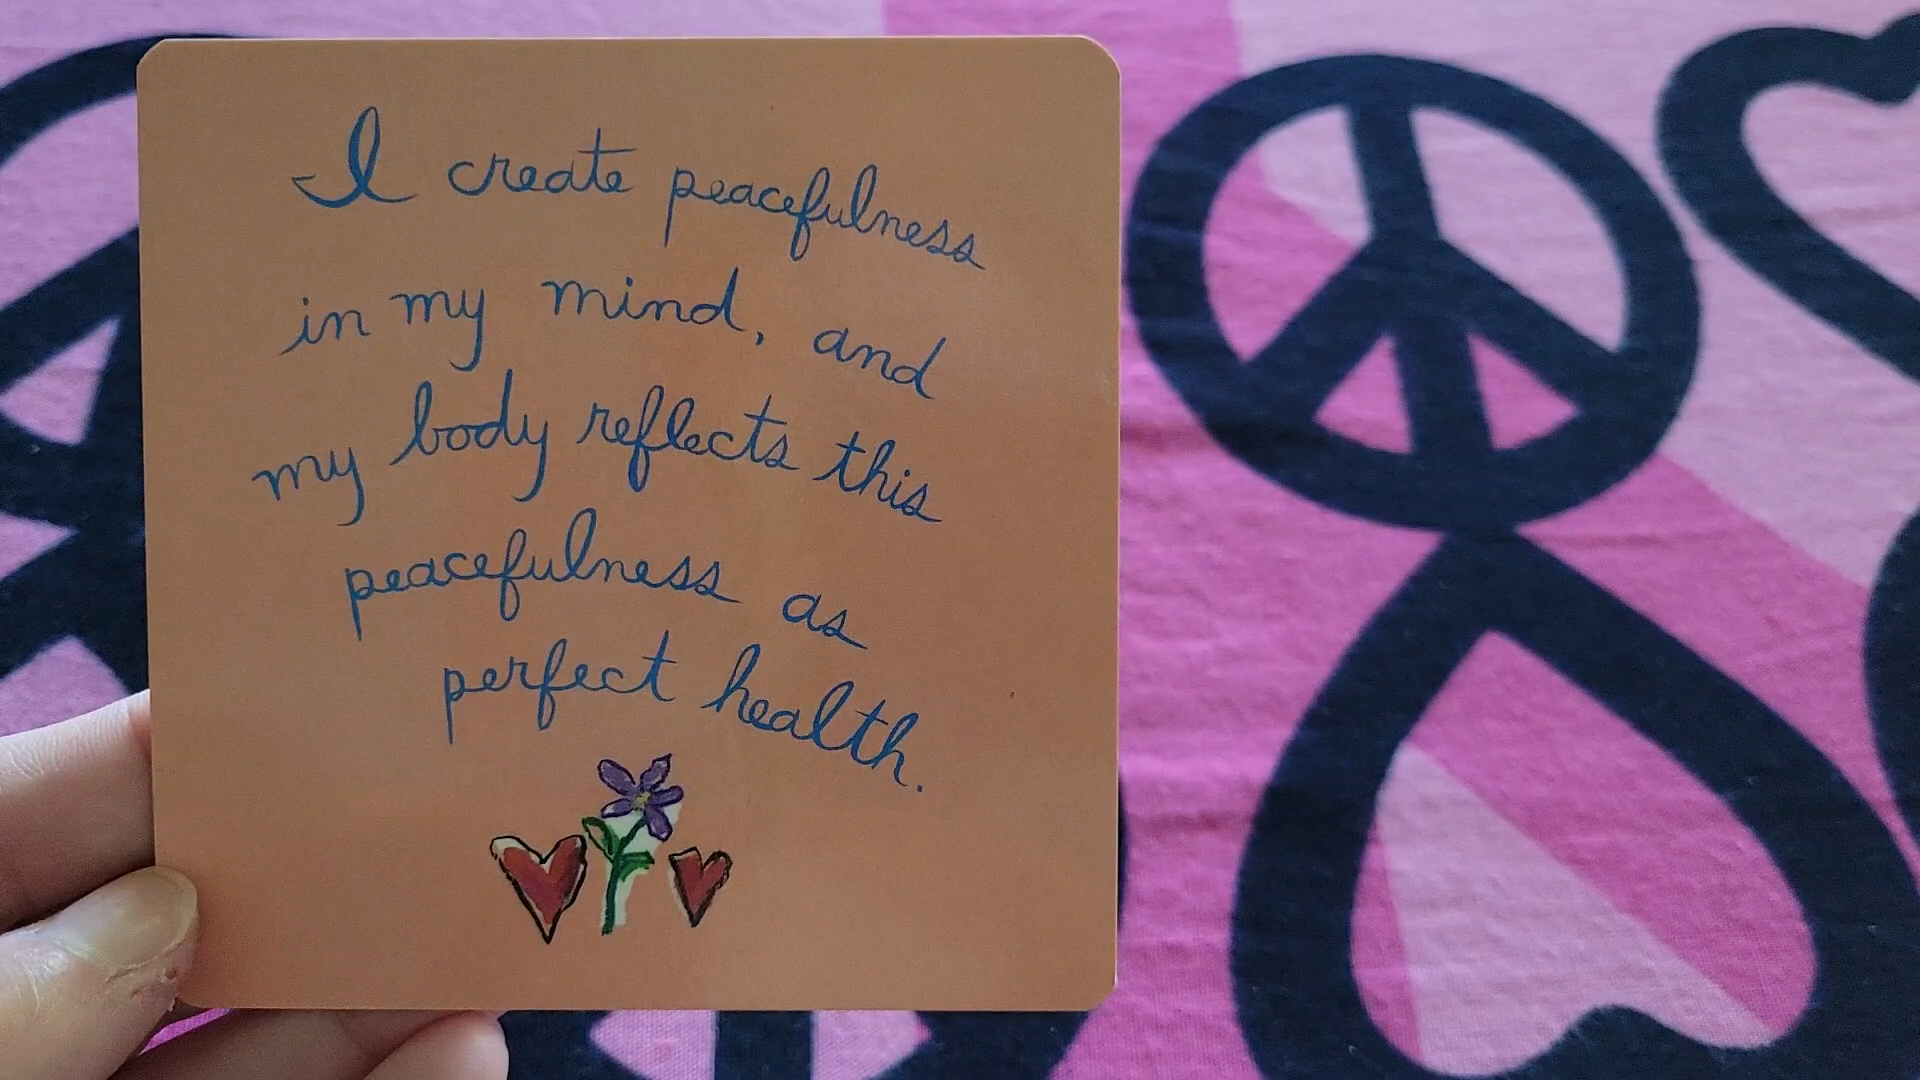 I create peacefulness
in my mind, and
my body reflects this
peacefulness as
perfect health.